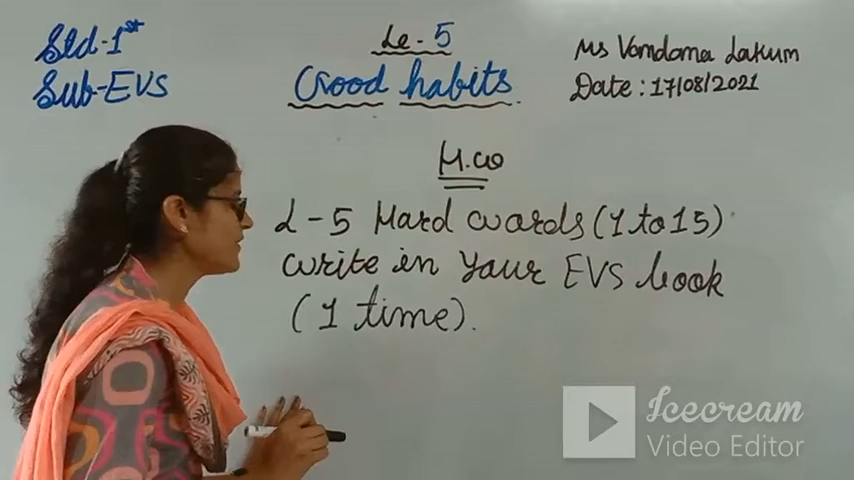 Std-1st
Sub-EVS
Le-5
Good habits
Ms Vandana Lakum
Date : 17/08/2021
H.W
L-5 Hard words (1 to 15)
write in your EVS book
(1 time).
Icecream
Video Editor